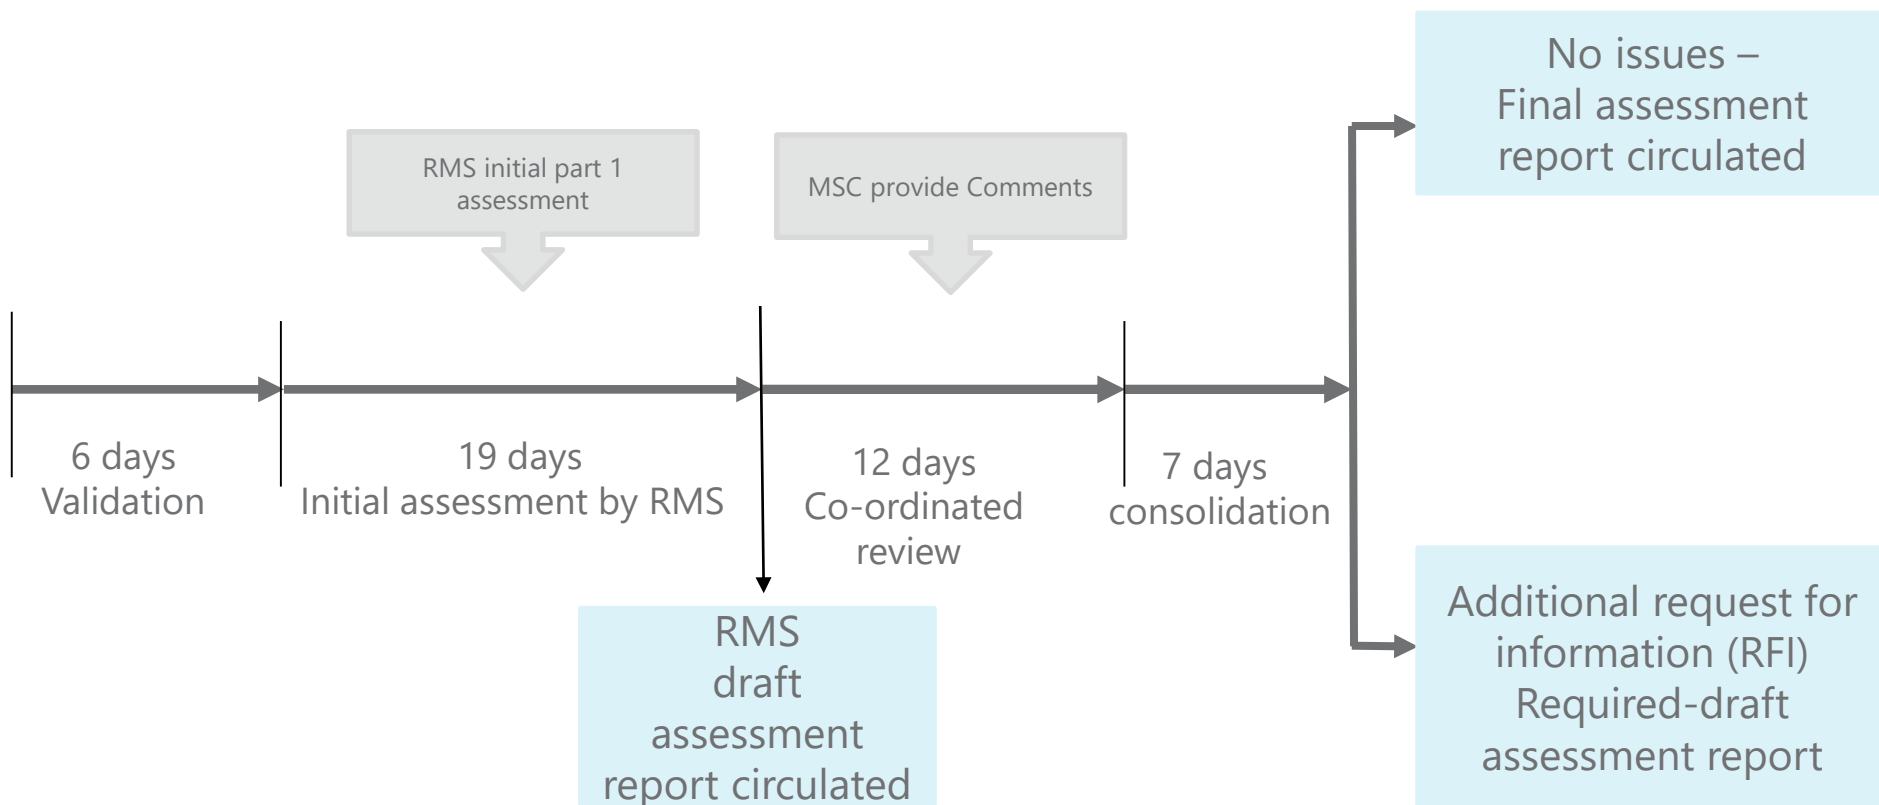 No issues –
Final assessment
report circulated
RMS initial part 1
assessment
MSC provide Comments
6 days
Validation
19 days
Initial assessment by RMS
12 days
Co-ordinated
review
7 days
consolidation
RMS
draft
assessment
report circulated
Additional request for
information (RFI)
Required-draft
assessment report